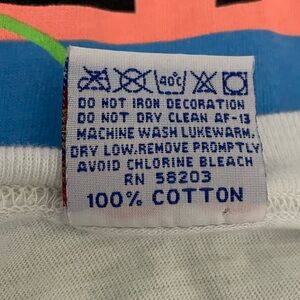 40°C
DO NOT IRON DECORATION
DO NOT DRY CLEAN AF-13
MACHINE WASH LUKEWARM,
DRY LOW.REMOVE PROMPTLY
AVOID CHLORINE BLEACH
RN 58203
100% COTTON